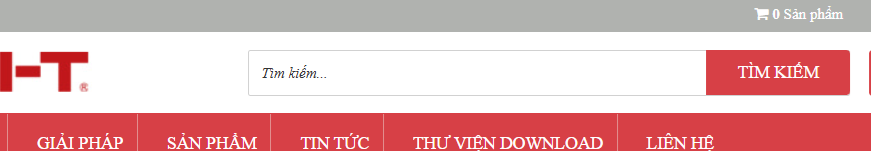 0 Sản phẩm
I-T®
Tìm kiếm...
TÌM KIẾM
GIẢI PHÁP SẢN PHẨM TIN TỨC THƯ VIỆN DOWNLOAD LIÊN HỆ